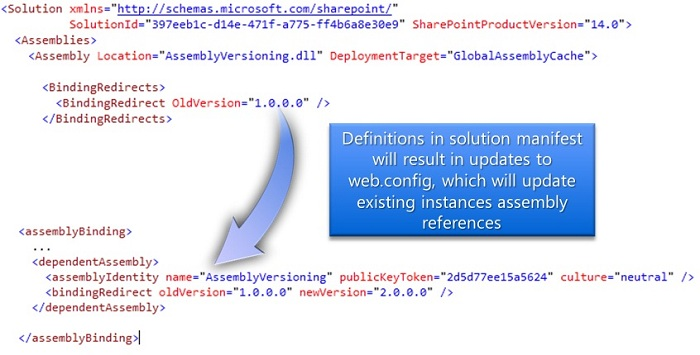 <Solution xmlns="http://schemas.microsoft.com/sharepoint/"
SolutionId="397eeb1c-d14e-471f-a775-ff4b6a8e30e9" SharePointProductVersion="14.0">
<Assemblies>
<Assembly Location="AssemblyVersioning.dll" DeploymentTarget="GlobalAssemblyCache">
<BindingRedirects>
<BindingRedirect OldVersion="1.0.0.0" />
</BindingRedirects>
Definitions in solution manifest
will result in updates to
web.config, which will update
existing instances assembly
references
<assemblyBinding>
...
<dependentAssembly>
<assemblyIdentity name="AssemblyVersioning" publicKeyToken="2d5d77ee15a5624" culture="neutral" />
<bindingRedirect oldVersion="1.0.0.0" newVersion="2.0.0.0" />
</dependentAssembly>
</assemblyBinding>